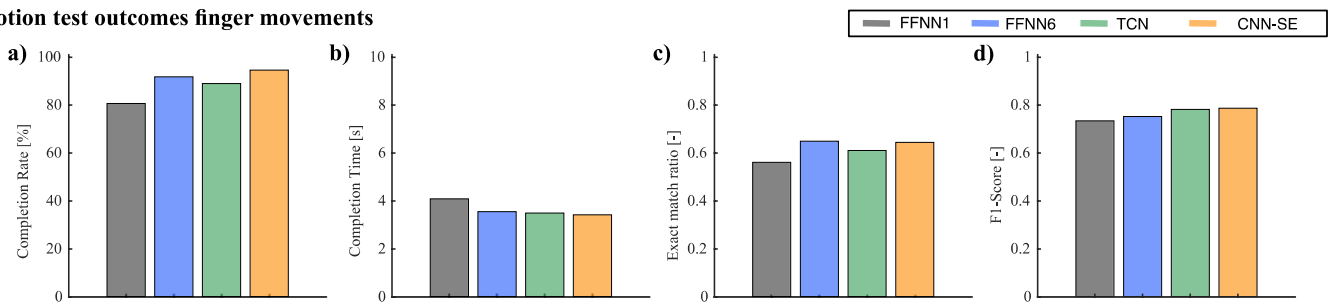 otion test outcomes finger movements
FFNN1 FFNN6 TCN CNN-SE
a)
100
80
60
40
20
0
Completion Rate [%]
b)
10
8
6
4
2
0
Completion Time [s]
c)
1
0.8
0.6
0.4
0.2
0
Exact match ratio [-]
d)
1
0.8
0.6
0.4
0.2
0
F1-Score [-]